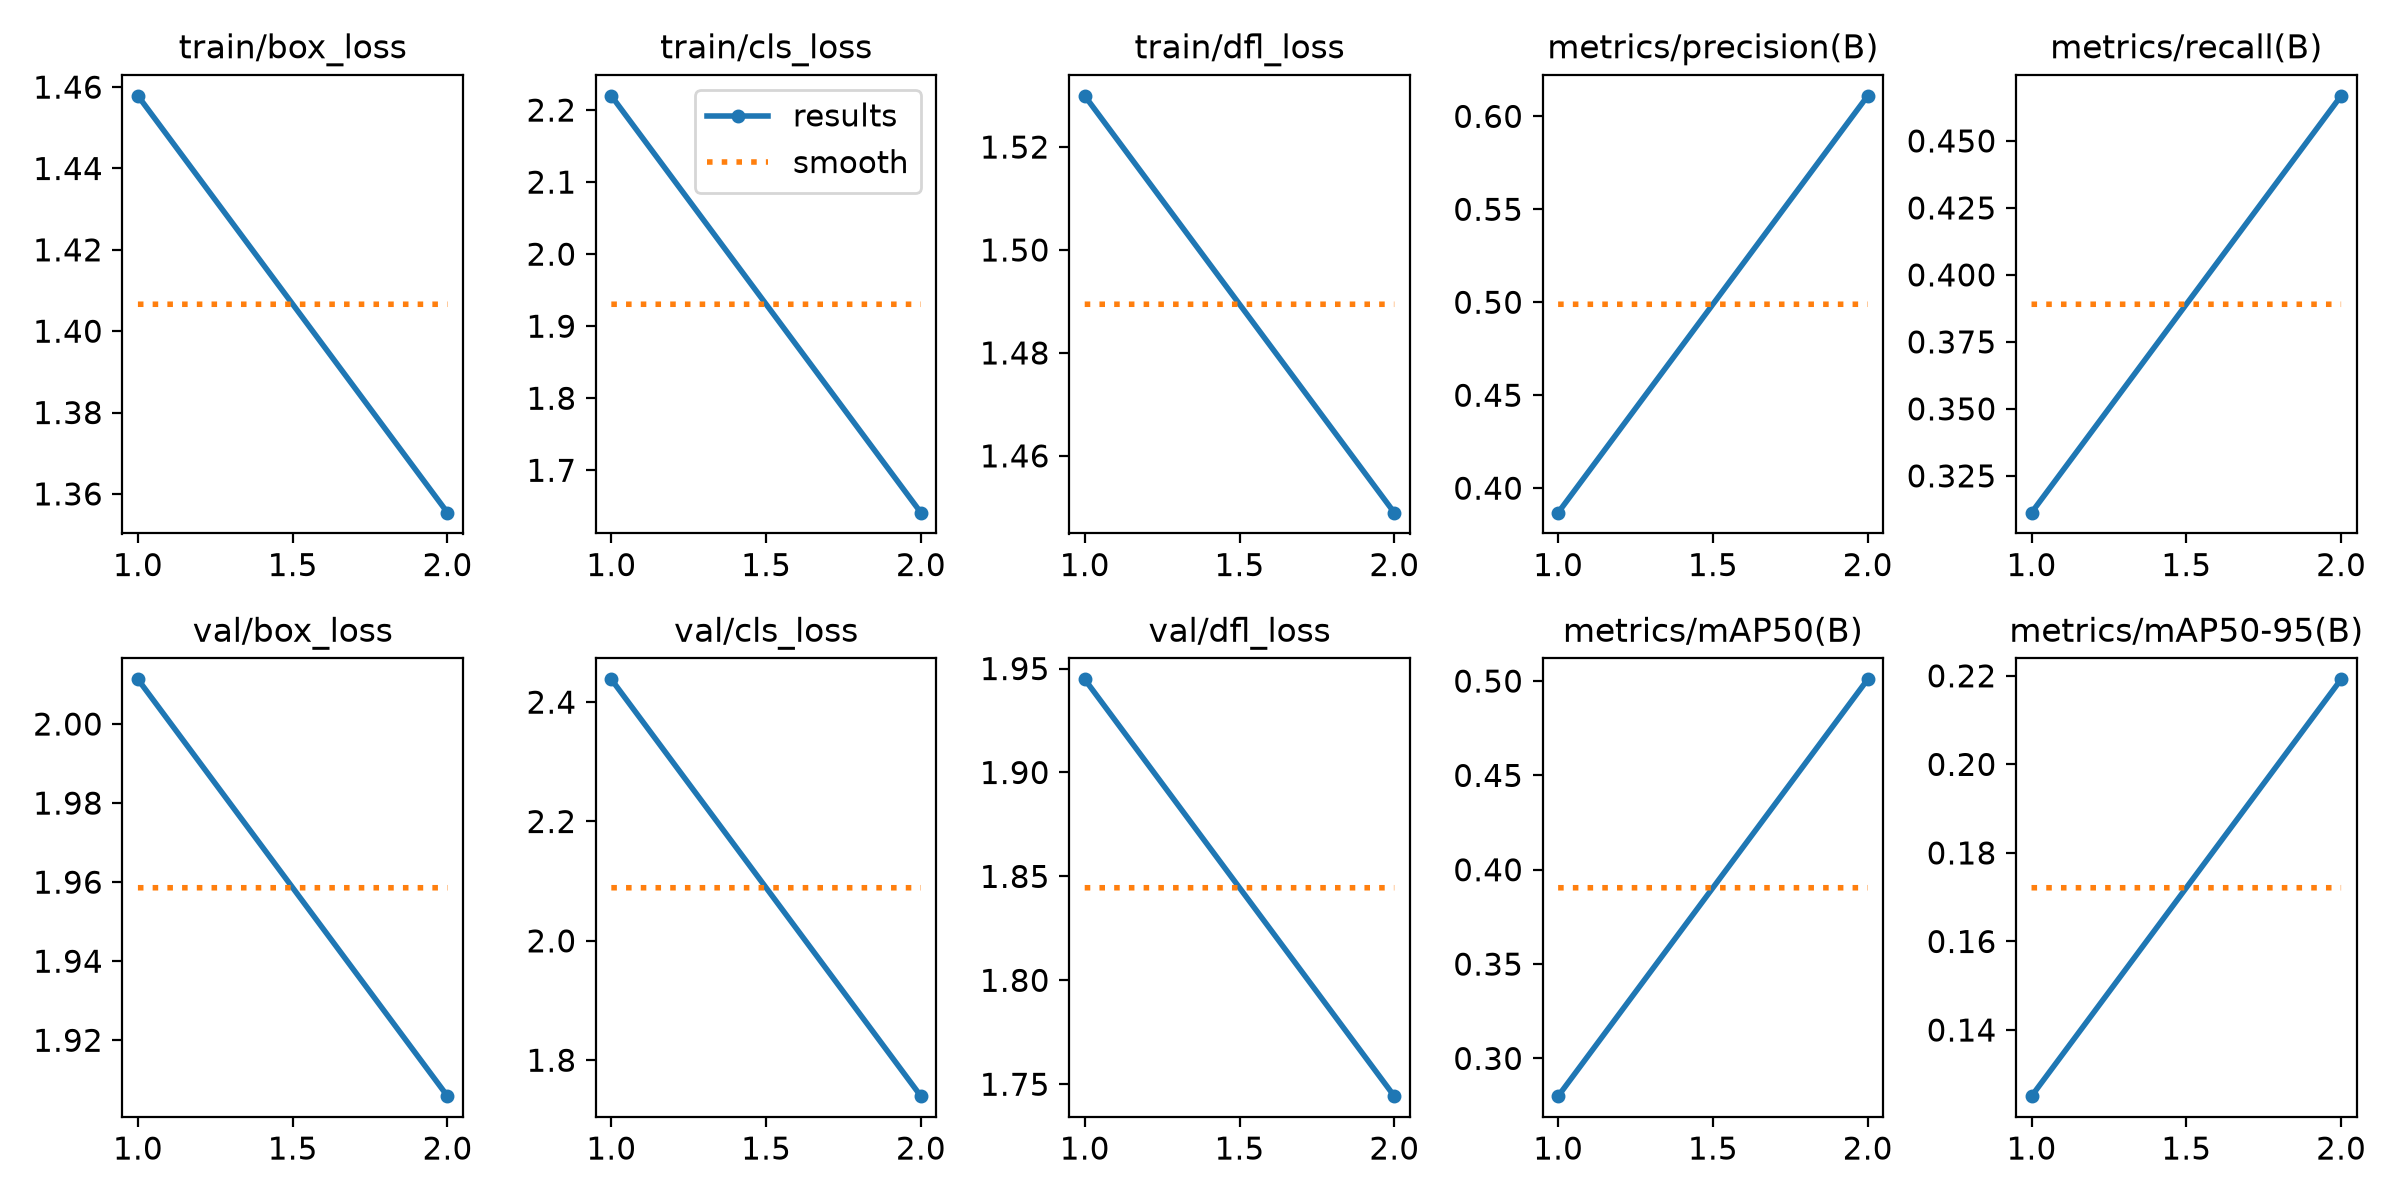 train/box_loss
1.46
1.44
1.42
1.40
1.38
1.36
1.0 1.5 2.0
train/cls_loss
results
smooth
2.2
2.1
2.0
1.9
1.8
1.7
1.0 1.5 2.0
train/dfl_loss
1.52
1.50
1.48
1.46
1.0 1.5 2.0
metrics/precision(B)
0.60
0.55
0.50
0.45
0.40
1.0 1.5 2.0
metrics/recall(B)
0.450
0.425
0.400
0.375
0.350
0.325
1.0 1.5 2.0
val/box_loss
2.00
1.98
1.96
1.94
1.92
1.0 1.5 2.0
val/cls_loss
2.4
2.2
2.0
1.8
1.0 1.5 2.0
val/dfl_loss
1.95
1.90
1.85
1.80
1.75
1.0 1.5 2.0
metrics/mAP50(B)
0.50
0.45
0.40
0.35
0.30
1.0 1.5 2.0
metrics/mAP50-95(B)
0.22
0.20
0.18
0.16
0.14
1.0 1.5 2.0